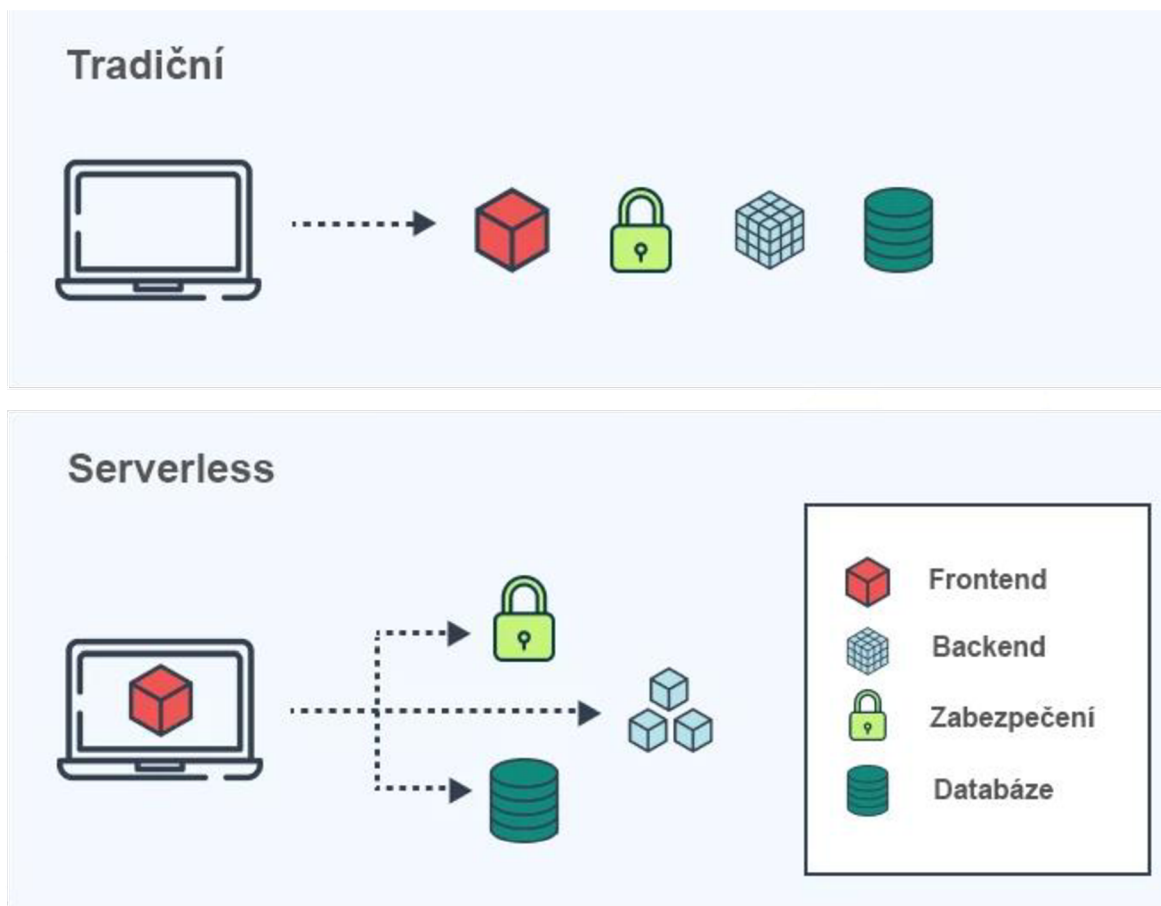 Tradiční
Serverless
Frontend
Backend
Zabezpečení
Databáze